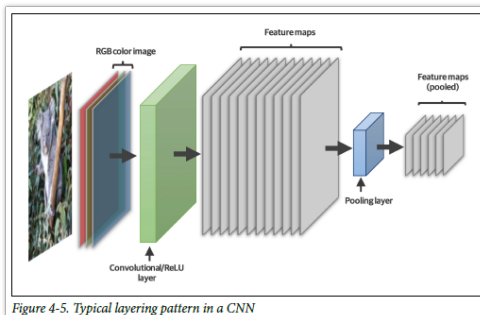 Feature maps
RGB color image
Feature maps
(pooled)
Pooling layer
Convolutional/ReLU
layer
Figure 4-5. Typical layering pattern in a CNN